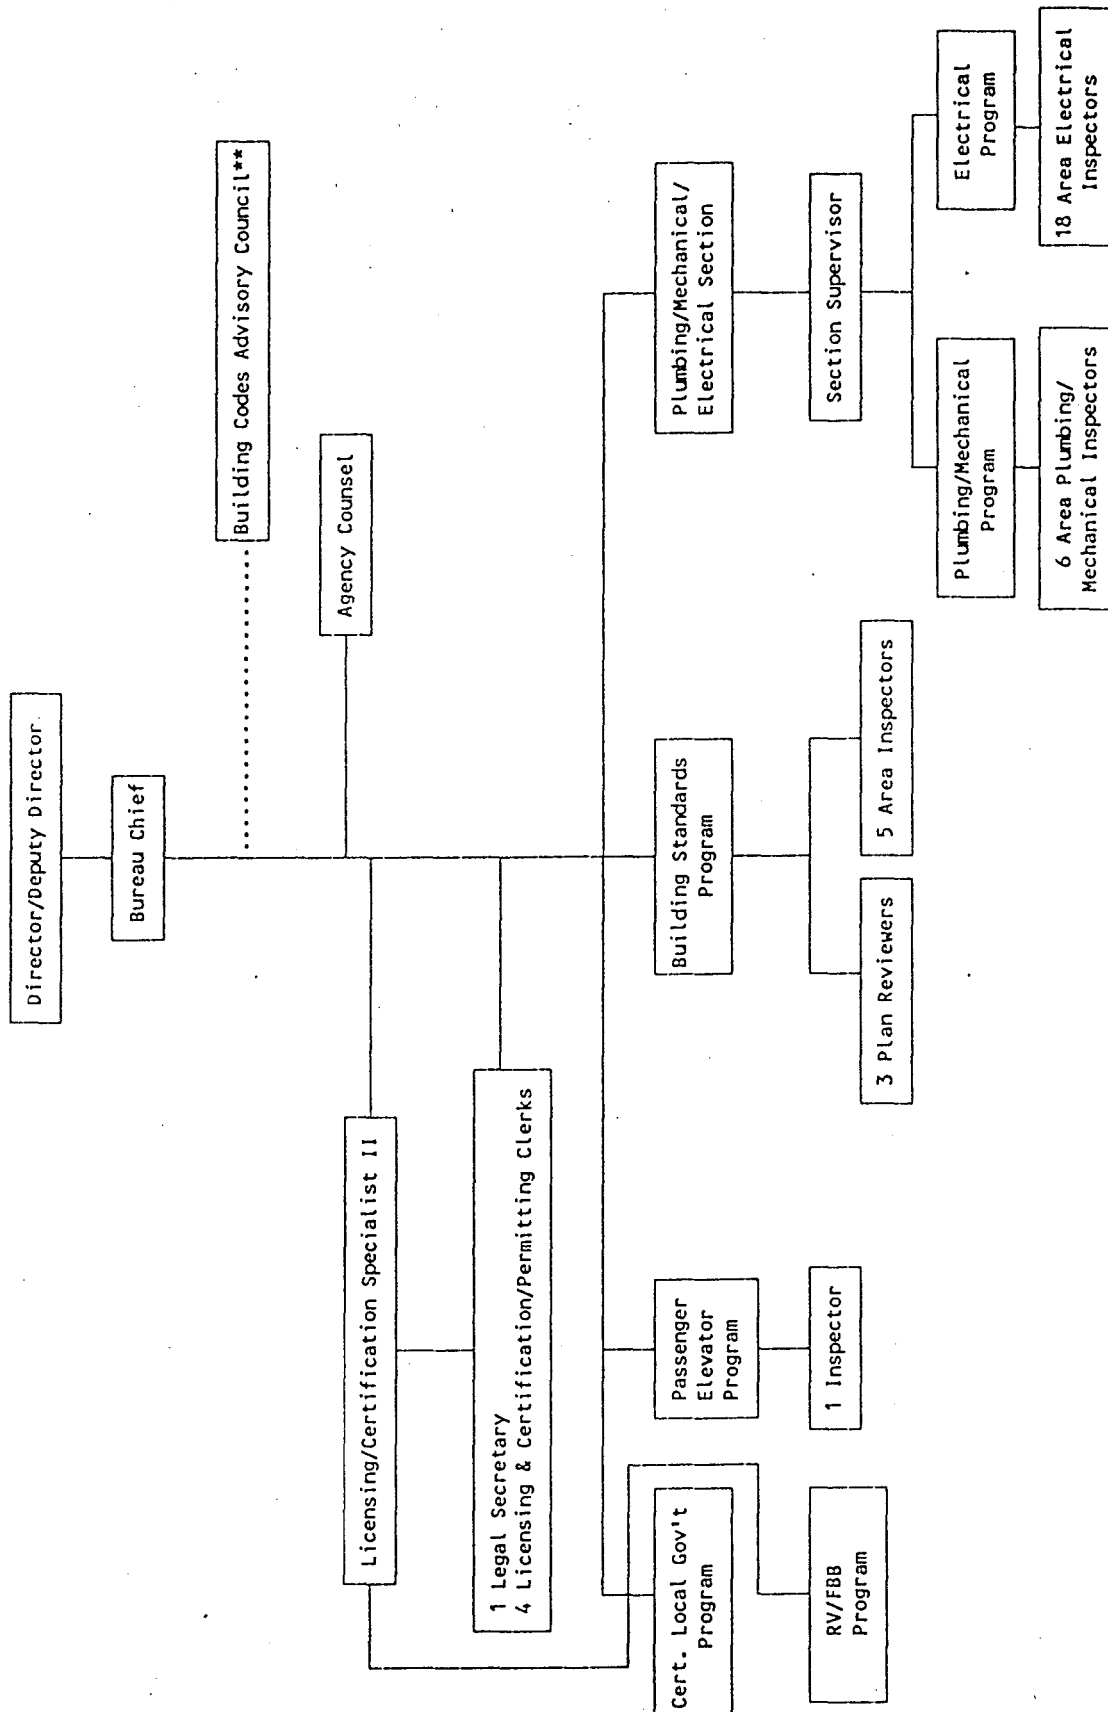 Director/Deputy Director
Bureau Chief
Building Codes Advisory Council**
Agency Counsel
Licensing/Certification Specialist II
1 Legal Secretary
4 Licensing & Certification/Permitting Clerks
Cert. Local Gov't
Program
Passenger
Elevator
Program
Building Standards
Program
Plumbing/Mechanical/
Electrical Section
RV/FBB
Program
1 Inspector
3 Plan Reviewers
5 Area Inspectors
Section Supervisor
Plumbing/Mechanical
Program
Electrical
Program
6 Area Plumbing/
Mechanical Inspectors
18 Area Electrical
Inspectors